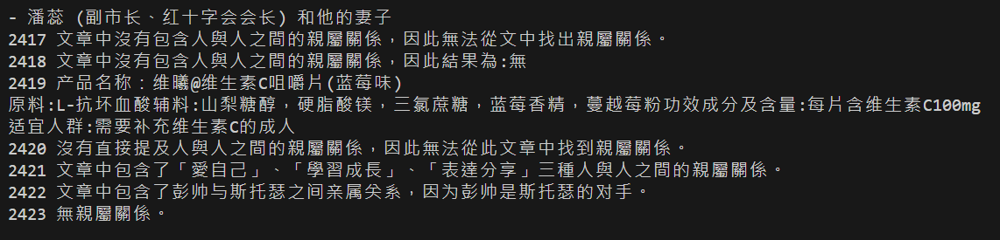 - 潘蕊 (副市长、红十字会会长) 和他的妻子
2417 文章中沒有包含人與人之間的親屬關係，因此無法從文中找出親屬關係。
2418 文章中沒有包含人與人之間的親屬關係，因此結果為:無
2419 产品名称：维曦@维生素C咀嚼片(蓝莓味)
原料:L-抗坏血酸辅料:山梨糖醇，硬脂酸镁，三氯蔗糖，蓝莓香精，蔓越莓粉功效成分及含量:每片含维生素C100mg
适宜人群:需要补充维生素C的成人
2420 沒有直接提及人與人之間的親屬關係，因此無法從此文章中找到親屬關係。
2421 文章中包含了「愛自己」、「學習成長」、「表達分享」三種人與人之間的親屬關係。
2422 文章中包含了彭帅与斯托瑟之间亲属关系，因为彭帅是斯托瑟的对手。
2423 無親屬關係。